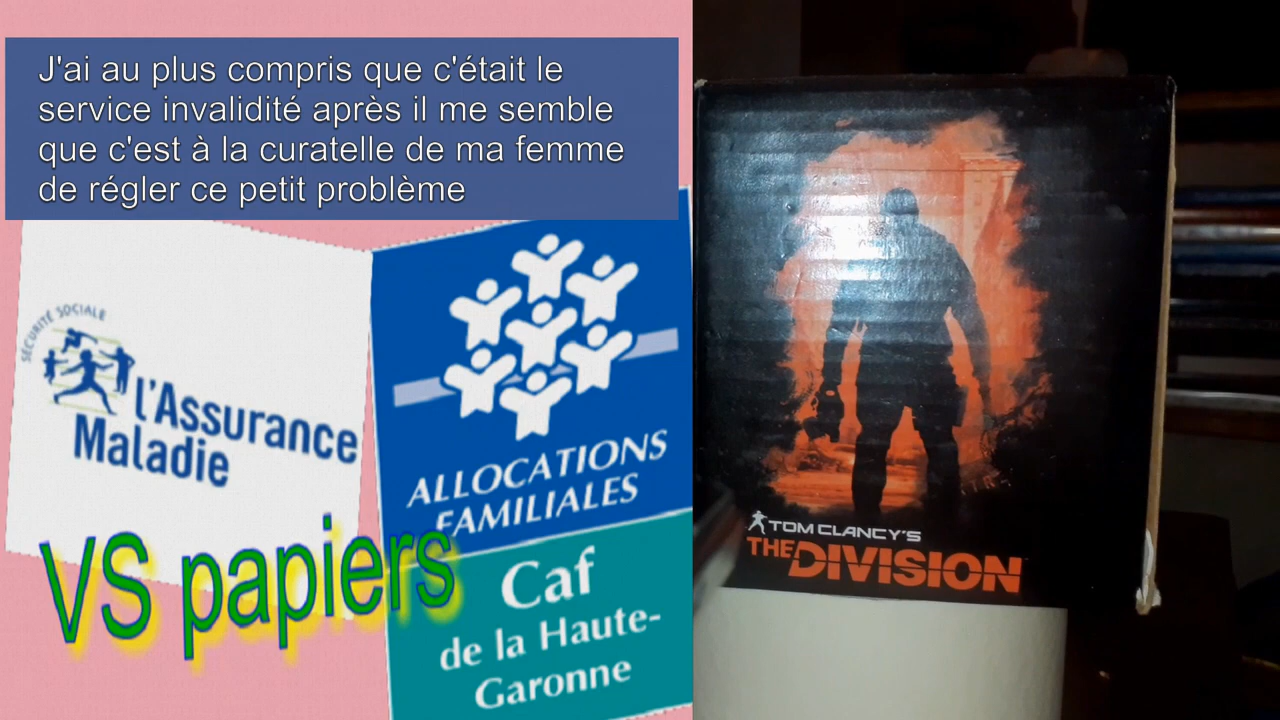 J'ai au plus compris que c'était le
service invalidité après il me semble
que c'est à la curatelle de ma femme
de régler ce petit problème
SÉCURITÉ SOCIALE
l'Assurance
Maladie
ALLOCATIONS
FAMILIALES
VS papiers
Caf
de la Haute-
Garonne
TOM CLANCY'S
THE DIVISION